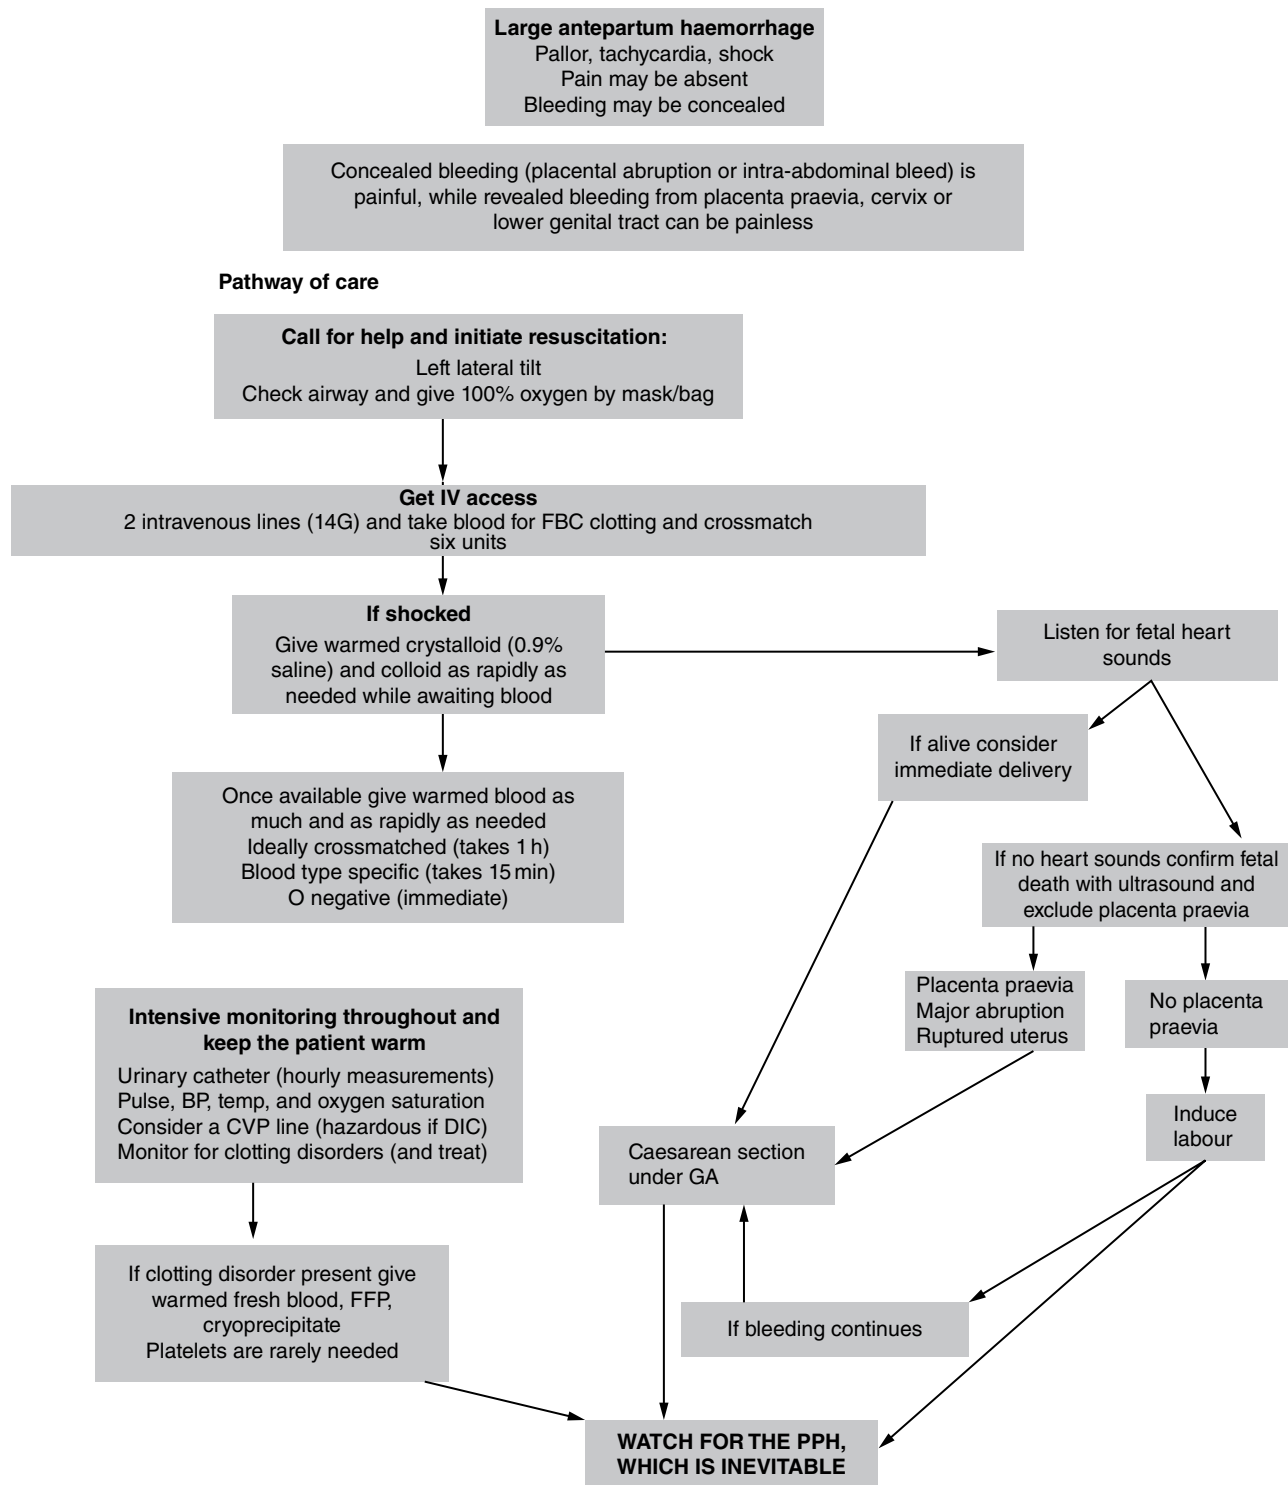 Large antepartum haemorrhage
Pallor, tachycardia, shock
Pain may be absent
Bleeding may be concealed
Concealed bleeding (placental abruption or intra-abdominal bleed) is
painful, while revealed bleeding from placenta praevia, cervix or
lower genital tract can be painless
Pathway of care
Call for help and initiate resuscitation:
Left lateral tilt
Check airway and give 100% oxygen by mask/bag
Get IV access
2 intravenous lines (14G) and take blood for FBC clotting and crossmatch
six units
If shocked
Give warmed crystalloid (0.9%
saline) and colloid as rapidly as
needed while awaiting blood
Listen for fetal heart
sounds
If alive consider
immediate delivery
Once available give warmed blood as
much and as rapidly as needed
Ideally crossmatched (takes 1 h)
Blood type specific (takes 15 min)
O negative (immediate)
If no heart sounds confirm fetal
death with ultrasound and
exclude placenta praevia
Placenta praevia
Major abruption
Ruptured uterus
No placenta
praevia
Intensive monitoring throughout and
keep the patient warm
Urinary catheter (hourly measurements)
Pulse, BP, temp, and oxygen saturation
Consider a CVP line (hazardous if DIC)
Monitor for clotting disorders (and treat)
Induce
labour
Caesarean section
under GA
If clotting disorder present give
warmed fresh blood, FFP,
cryoprecipitate
Platelets are rarely needed
If bleeding continues
WATCH FOR THE PPH,
WHICH IS INEVITABLE